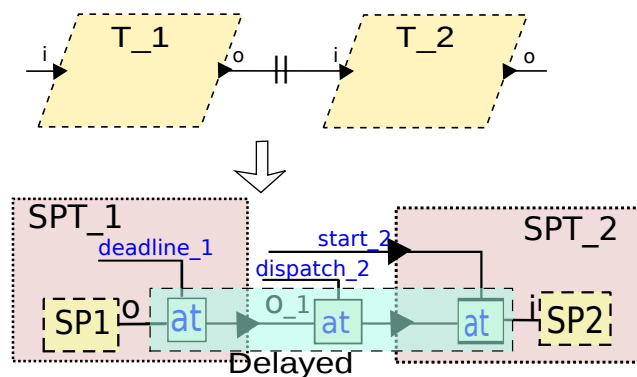 T_1
T_2
i
o
i
o
SPT_1
SPT_2
deadline_1
start_2
dispatch_2
SP1
o
at
o_1
at
at
i
SP2
Delayed